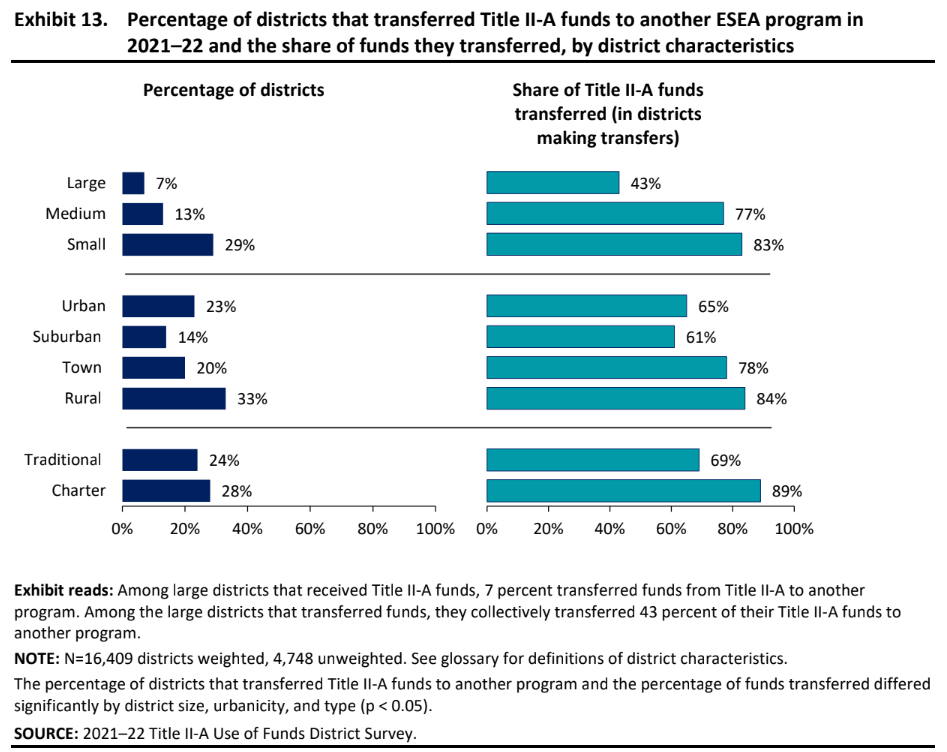 Exhibit 13. Percentage of districts that transferred Title II-A funds to another ESEA program in
2021–22 and the share of funds they transferred, by district characteristics
Percentage of districts
Share of Title II-A funds
transferred (in districts
making transfers)
Large 7% 43%
Medium 13% 77%
Small 29% 83%
Urban 23% 65%
Suburban 14% 61%
Town 20% 78%
Rural 33% 84%
Traditional 24% 69%
Charter 28% 89%
0% 20% 40% 60% 80% 100% 0% 20% 40% 60% 80% 100%
Exhibit reads: Among large districts that received Title II-A funds, 7 percent transferred funds from Title II-A to another
program. Among the large districts that transferred funds, they collectively transferred 43 percent of their Title II-A funds to
another program.
NOTE: N=16,409 districts weighted, 4,748 unweighted. See glossary for definitions of district characteristics.
The percentage of districts that transferred Title II-A funds to another program and the percentage of funds transferred differed
significantly by district size, urbanicity, and type (p < 0.05).
SOURCE: 2021–22 Title II-A Use of Funds District Survey.